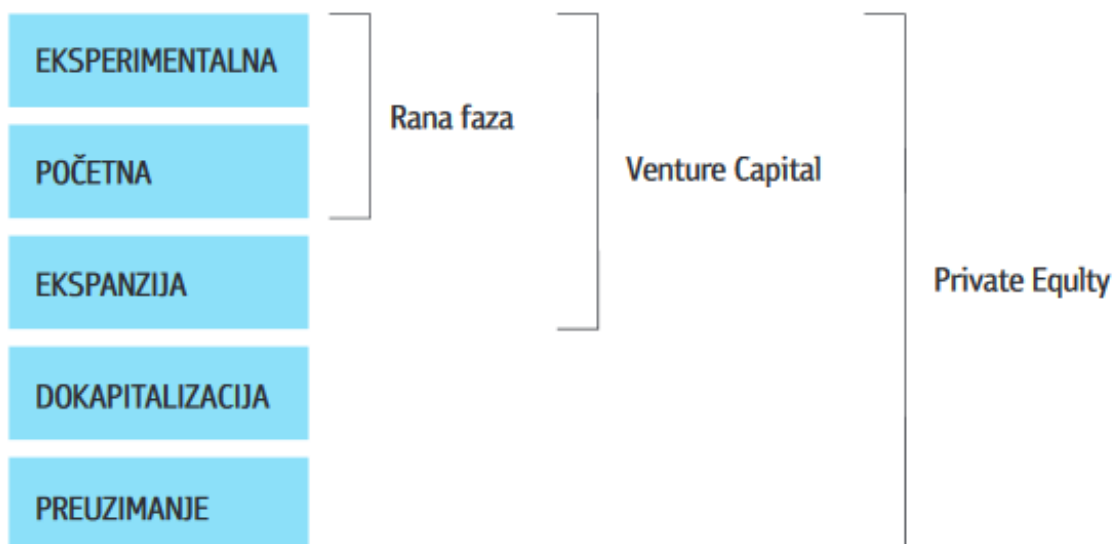 EKSPERIMENTALNA
Rana faza
POČETNA
Venture Capital
EKSPANZIJA
Private Equlty
DOKAPITALIZACIJA
PREUZIMANJE